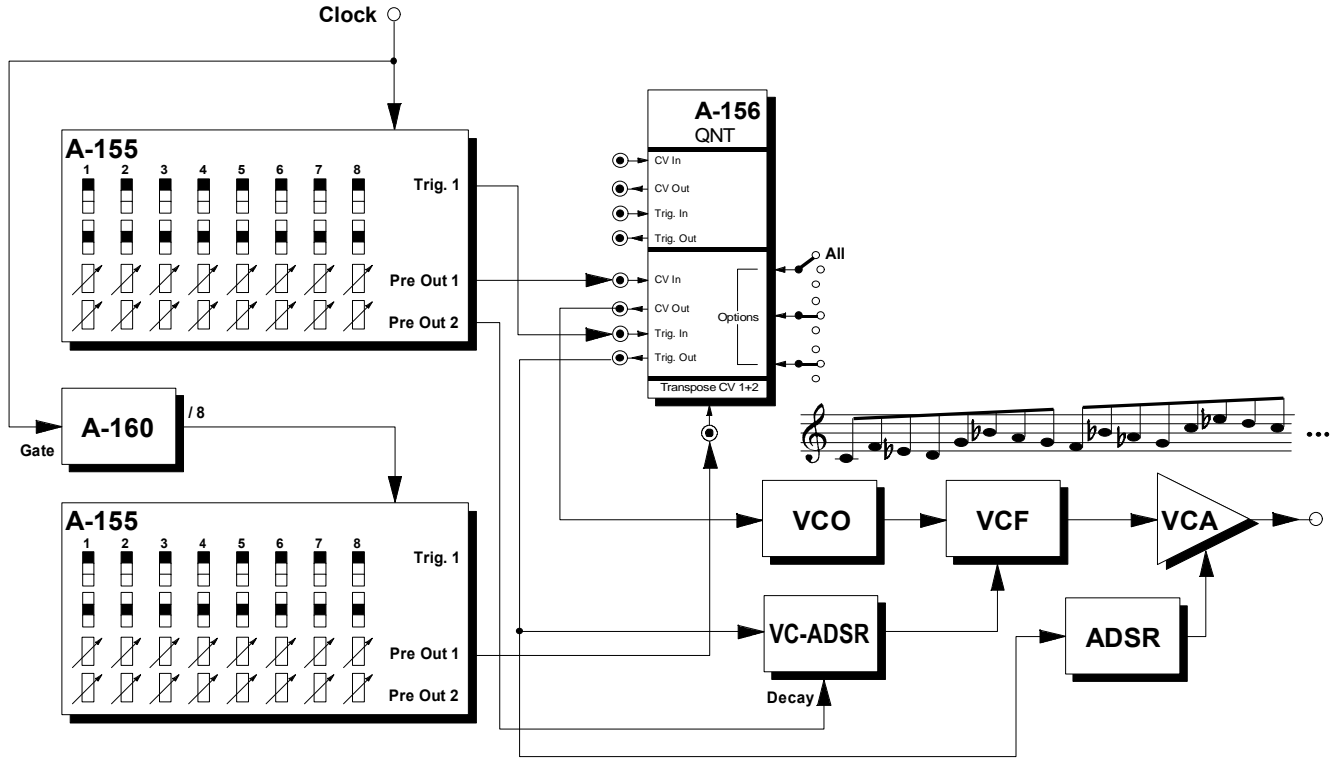 Clock
A-155
1 2 3 4 5 6 7 8
Trig. 1
Pre Out 1
Pre Out 2
A-156
QNT
CV In
CV Out
Trig. In
Trig. Out
CV In
CV Out
Trig. In
Trig. Out
Options
All
Transpose CV 1+2
A-160
/ 8
Gate
...
A-155
1 2 3 4 5 6 7 8
Trig. 1
Pre Out 1
Pre Out 2
VCO
VCF
VCA
VC-ADSR
Decay
ADSR